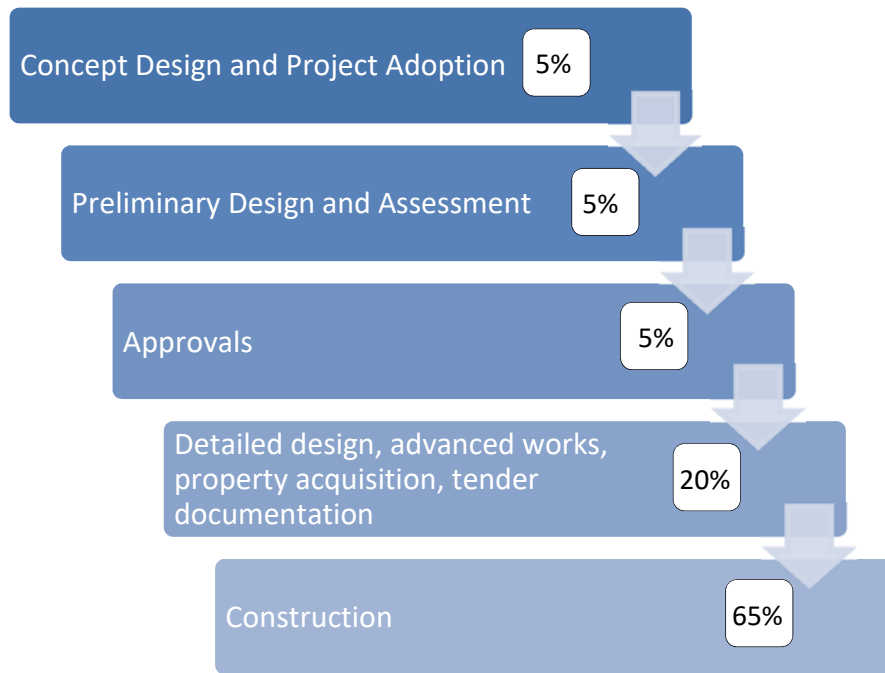 Concept Design and Project Adoption 5%
Preliminary Design and Assessment 5%
Approvals 5%
Detailed design, advanced works,
property acquisition, tender 20%
documentation
Construction 65%